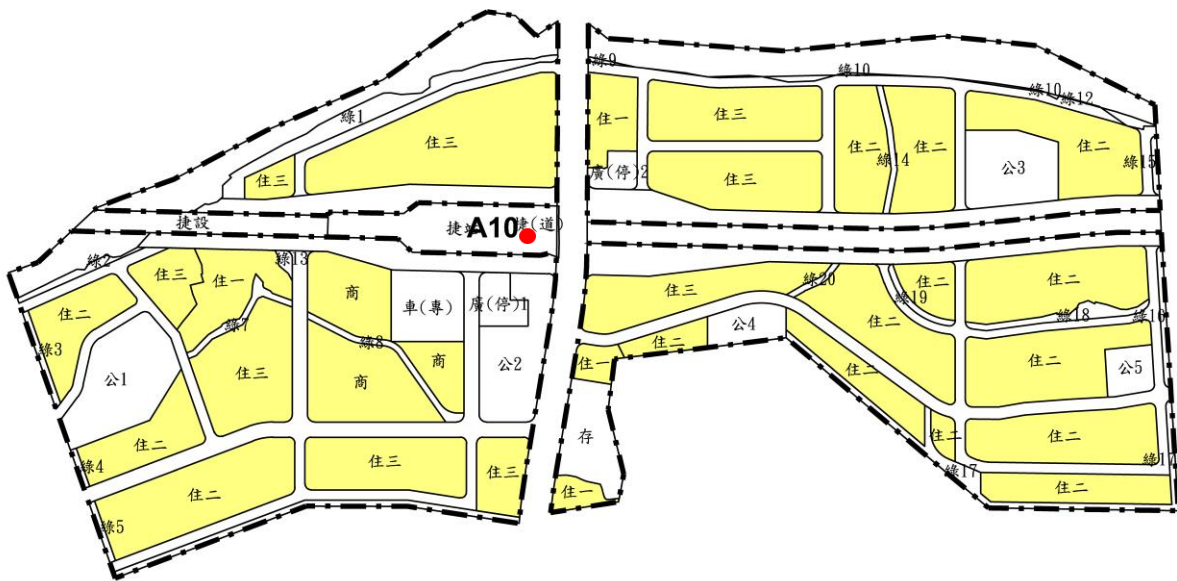 綠9
綠10
綠10
綠12
綠1
住一
住三
住二
住二
住二
住三
綠14
公3
綠15
住三
廣(停)2
住三
捷設
捷
A10
捷(道)
綠2
住三
住一
綠13
商
車(專)
廣(停)1
住二
綠3
綠7
綠8
商
公2
公1
住三
商
住二
綠4
住三
住三
住二
綠5
住三
綠20
住二
綠19
住二
住二
綠18
綠16
公4
住二
住一
住二
住二
公5
存
住二
住二
綠17
綠17
住一
住二